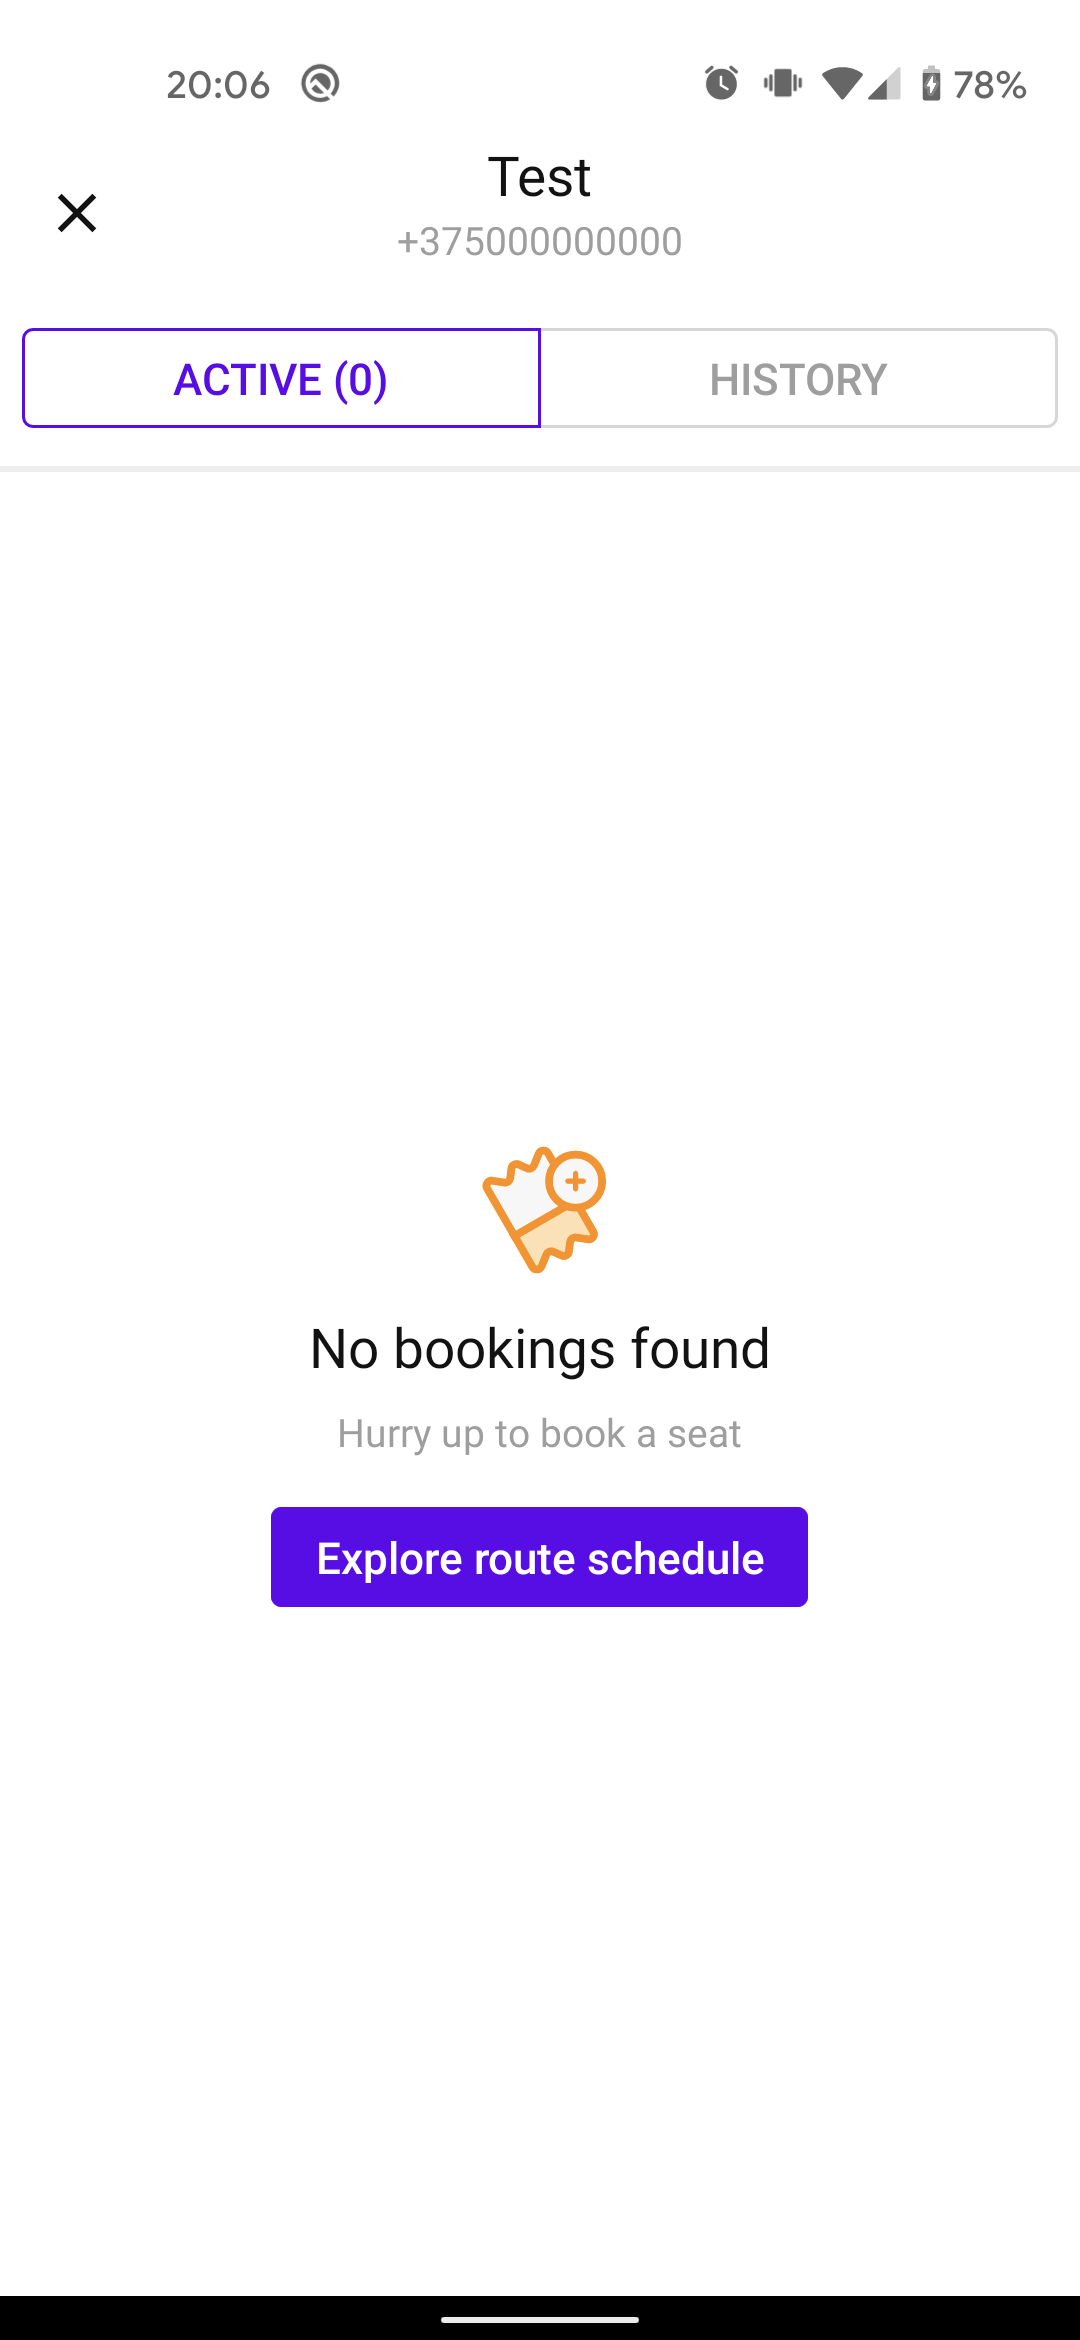 20:06 78%
Test
+375000000000
ACTIVE (0) HISTORY
No bookings found
Hurry up to book a seat
Explore route schedule